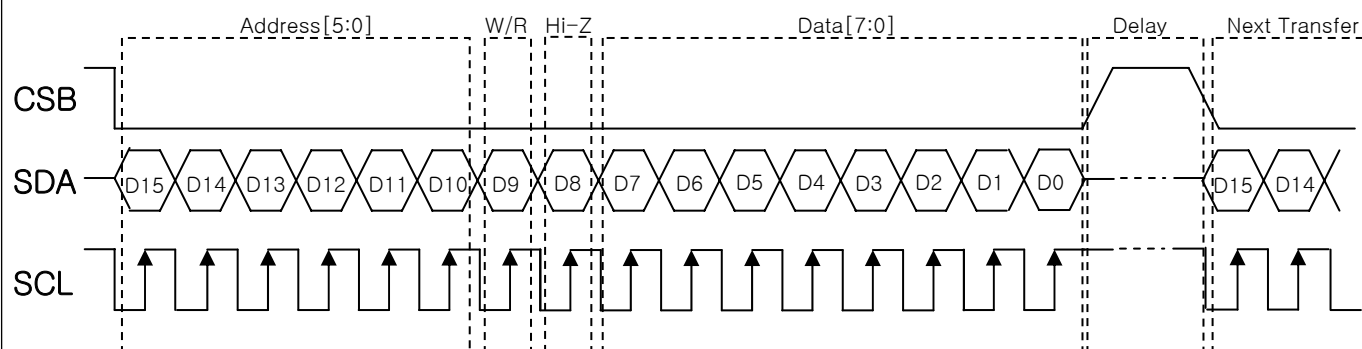 Address[5:0] W/R Hi-Z Data[7:0] Delay Next Transfer
CSB
SDA D15 D14 D13 D12 D11 D10 D9 D8 D7 D6 D5 D4 D3 D2 D1 D0 D15 D14
SCL